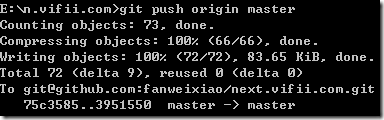 E:\n.vifii.com>git push origin master
Counting objects: 73, done.
Compressing objects: 100% (66/66), done.
Writing objects: 100% (72/72), 83.65 KiB, done.
Total 72 (delta 9), reused 0 (delta 0)
To git@github.com:fanweixiao/next.vifii.com.git
   75c3585..3951550  master -> master